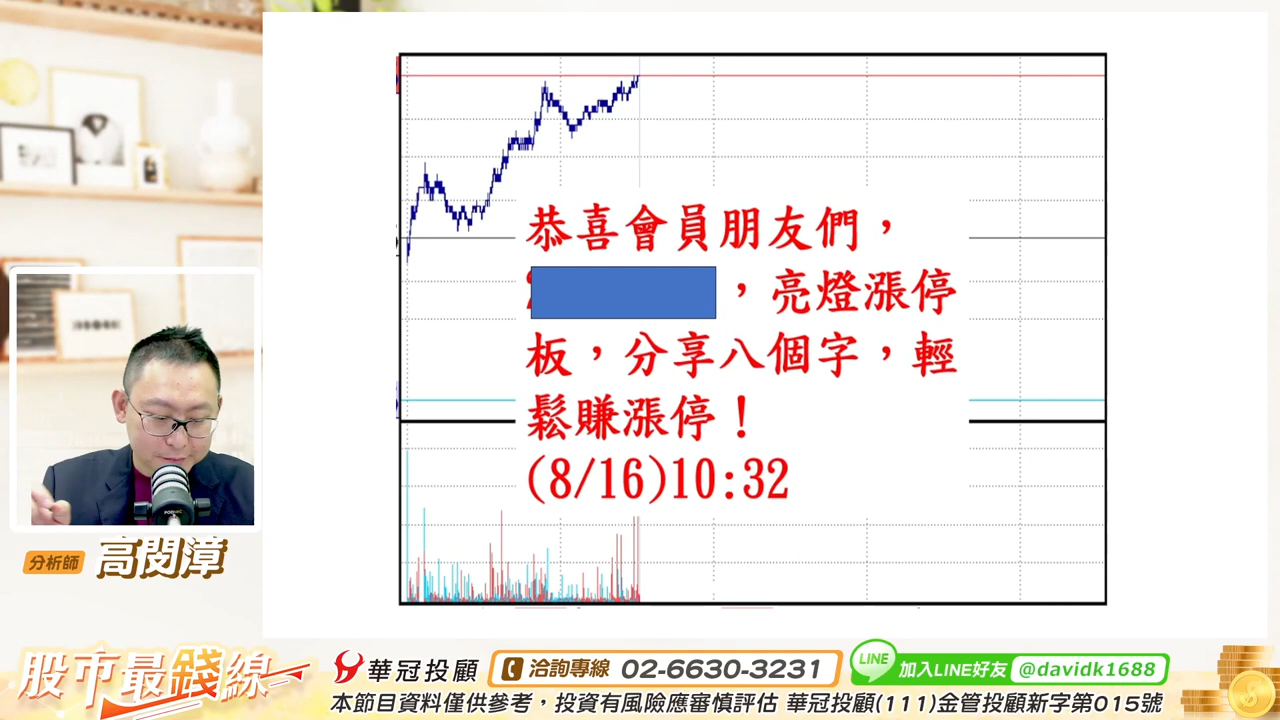 恭喜會員朋友們，
，亮燈漲停
板，分享八個字，輕
鬆賺漲停！
(8/16)10:32
分析師 高閔漳
股市最錢線
華冠投顧 洽詢專線 02-6630-3231 LINE 加入LINE好友 @davidk1688
本節目資料僅供參考，投資有風險應審慎評估 華冠投顧(111)金管投顧新字第015號